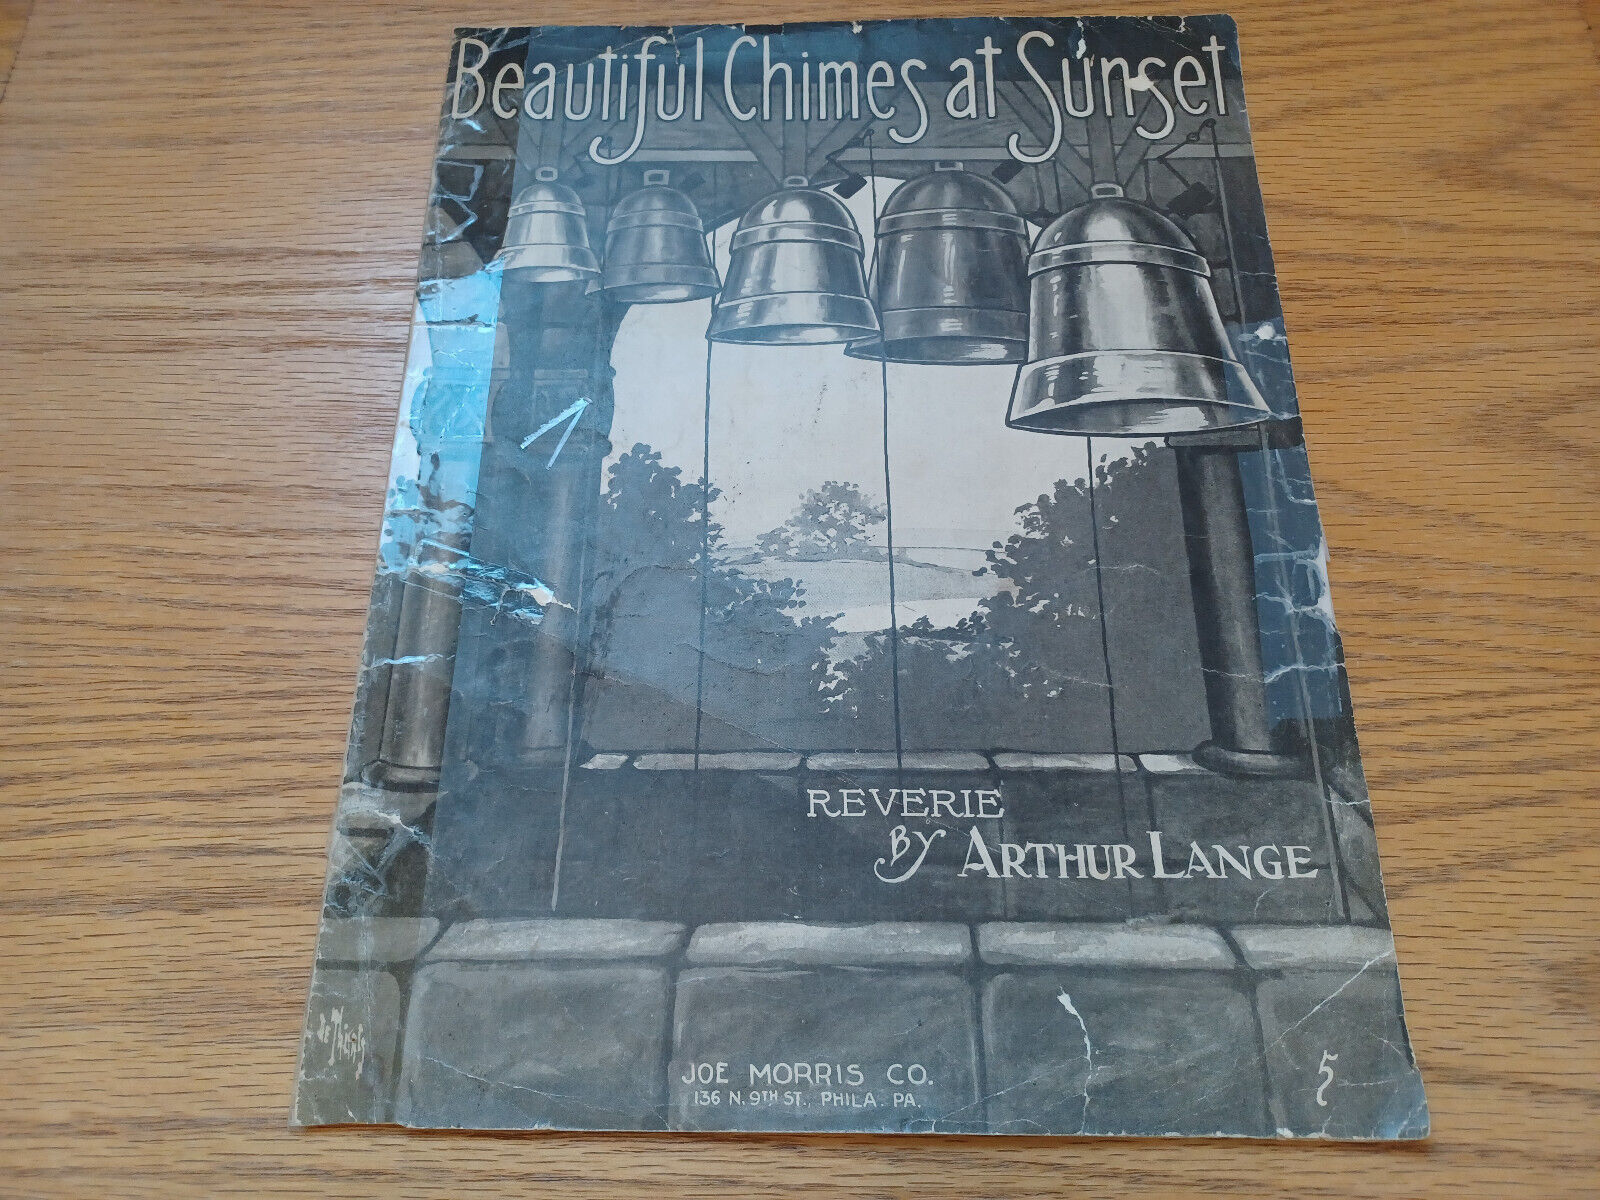 Beautiful Chimes at Sunset
REVERIE
BY ARTHUR LANGE
JOE MORRIS CO.
136 N. 9TH ST., PHILA. PA.
5